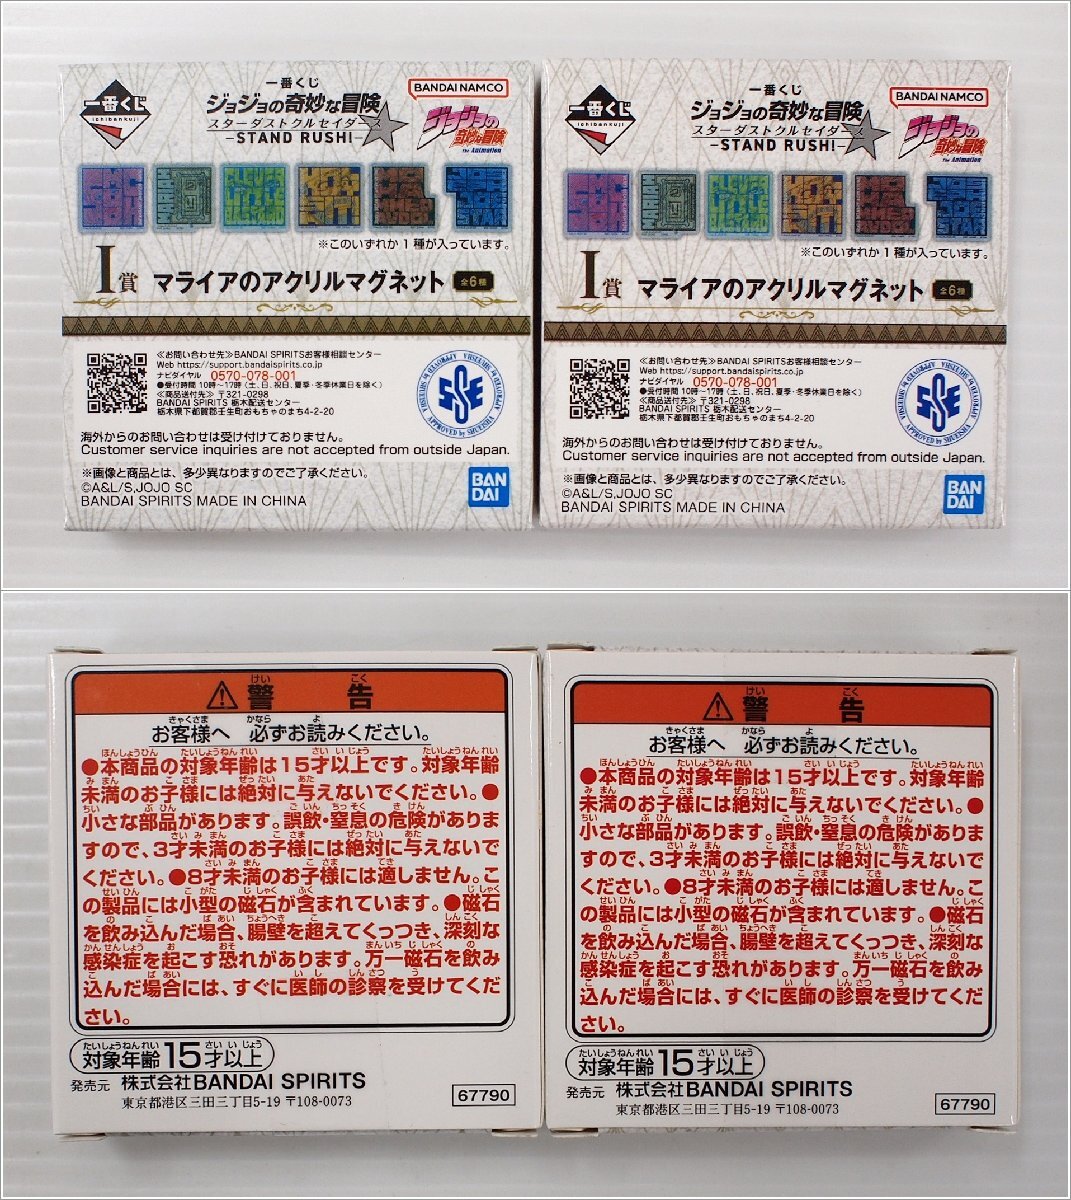 一番くじ
ichibankuji
一番くじ
ジョジョの奇妙な冒険
スターダストクルセイダース
-STAND RUSH!-
BANDAI NAMCO
ジョジョの
奇妙な冒険
The Animation
※このいずれか1種が入っています。
I賞 マライアのアクリルマグネット 全6種
≪お問い合わせ先≫BANDAI SPIRITSお客様相談センター
Web https://support.bandaispirits.co.jp
ナビダイヤル 0570-078-001
●受付時間 10時～17時(土、日、祝日、夏季・冬季休業日を除く)
≪商品送付先≫ 〒321-0298
BANDAI SPIRITS 栃木配送センター
栃木県下都賀郡壬生町おもちゃのまち4-2-20
APPROVED by SHUEISHA
SSE
海外からのお問い合わせは受け付けておりません。
Customer service inquiries are not accepted from outside Japan.
※画像と商品とは、多少異なりますのでご了承ください。
©A&L/S,JOJO SC
BANDAI SPIRITS MADE IN CHINA
BAN
DAI
一番くじ
ichibankuji
一番くじ
ジョジョの奇妙な冒険
スターダストクルセイダース
-STAND RUSH!-
BANDAI NAMCO
ジョジョの
奇妙な冒険
The Animation
※このいずれか1種が入っています。
I賞 マライアのアクリルマグネット 全6種
≪お問い合わせ先≫BANDAI SPIRITSお客様相談センター
Web https://support.bandaispirits.co.jp
ナビダイヤル 0570-078-001
●受付時間 10時～17時(土、日、祝日、夏季・冬季休業日を除く)
≪商品送付先≫ 〒321-0298
BANDAI SPIRITS 栃木配送センター
栃木県下都賀郡壬生町おもちゃのまち4-2-20
APPROVED by SHUEISHA
SSE
海外からのお問い合わせは受け付けておりません。
Customer service inquiries are not accepted from outside Japan.
※画像と商品とは、多少異なりますのでご了承ください。
©A&L/S,JOJO SC
BANDAI SPIRITS MADE IN CHINA
BAN
DAI
警告
お客様へ 必ずお読みください。
●本商品の対象年齢は15才以上です。対象年齢
未満のお子様には絶対に与えないでください。●
小さな部品があります。誤飲・窒息の危険がありま
すので、3才未満のお子様には絶対に与えないで
ください。●8才未満のお子様には適しません。こ
の製品には小型の磁石が含まれています。●磁石
を飲み込んだ場合、腸壁を超えてくっつき、深刻な
感染症を起こす恐れがあります。万一磁石を飲み
込んだ場合には、すぐに医師の診察を受けてくだ
さい。
対象年齢15才以上
発売元 株式会社BANDAI SPIRITS
東京都港区三田三丁目5-19 〒108-0073
67790
警告
お客様へ 必ずお読みください。
●本商品の対象年齢は15才以上です。対象年齢
未満のお子様には絶対に与えないでください。●
小さな部品があります。誤飲・窒息の危険がありま
すので、3才未満のお子様には絶対に与えないで
ください。●8才未満のお子様には適しません。こ
の製品には小型の磁石が含まれています。●磁石
を飲み込んだ場合、腸壁を超えてくっつき、深刻な
感染症を起こす恐れがあります。万一磁石を飲み
込んだ場合には、すぐに医師の診察を受けてくだ
さい。
対象年齢15才以上
発売元 株式会社BANDAI SPIRITS
東京都港区三田三丁目5-19 〒108-0073
67790